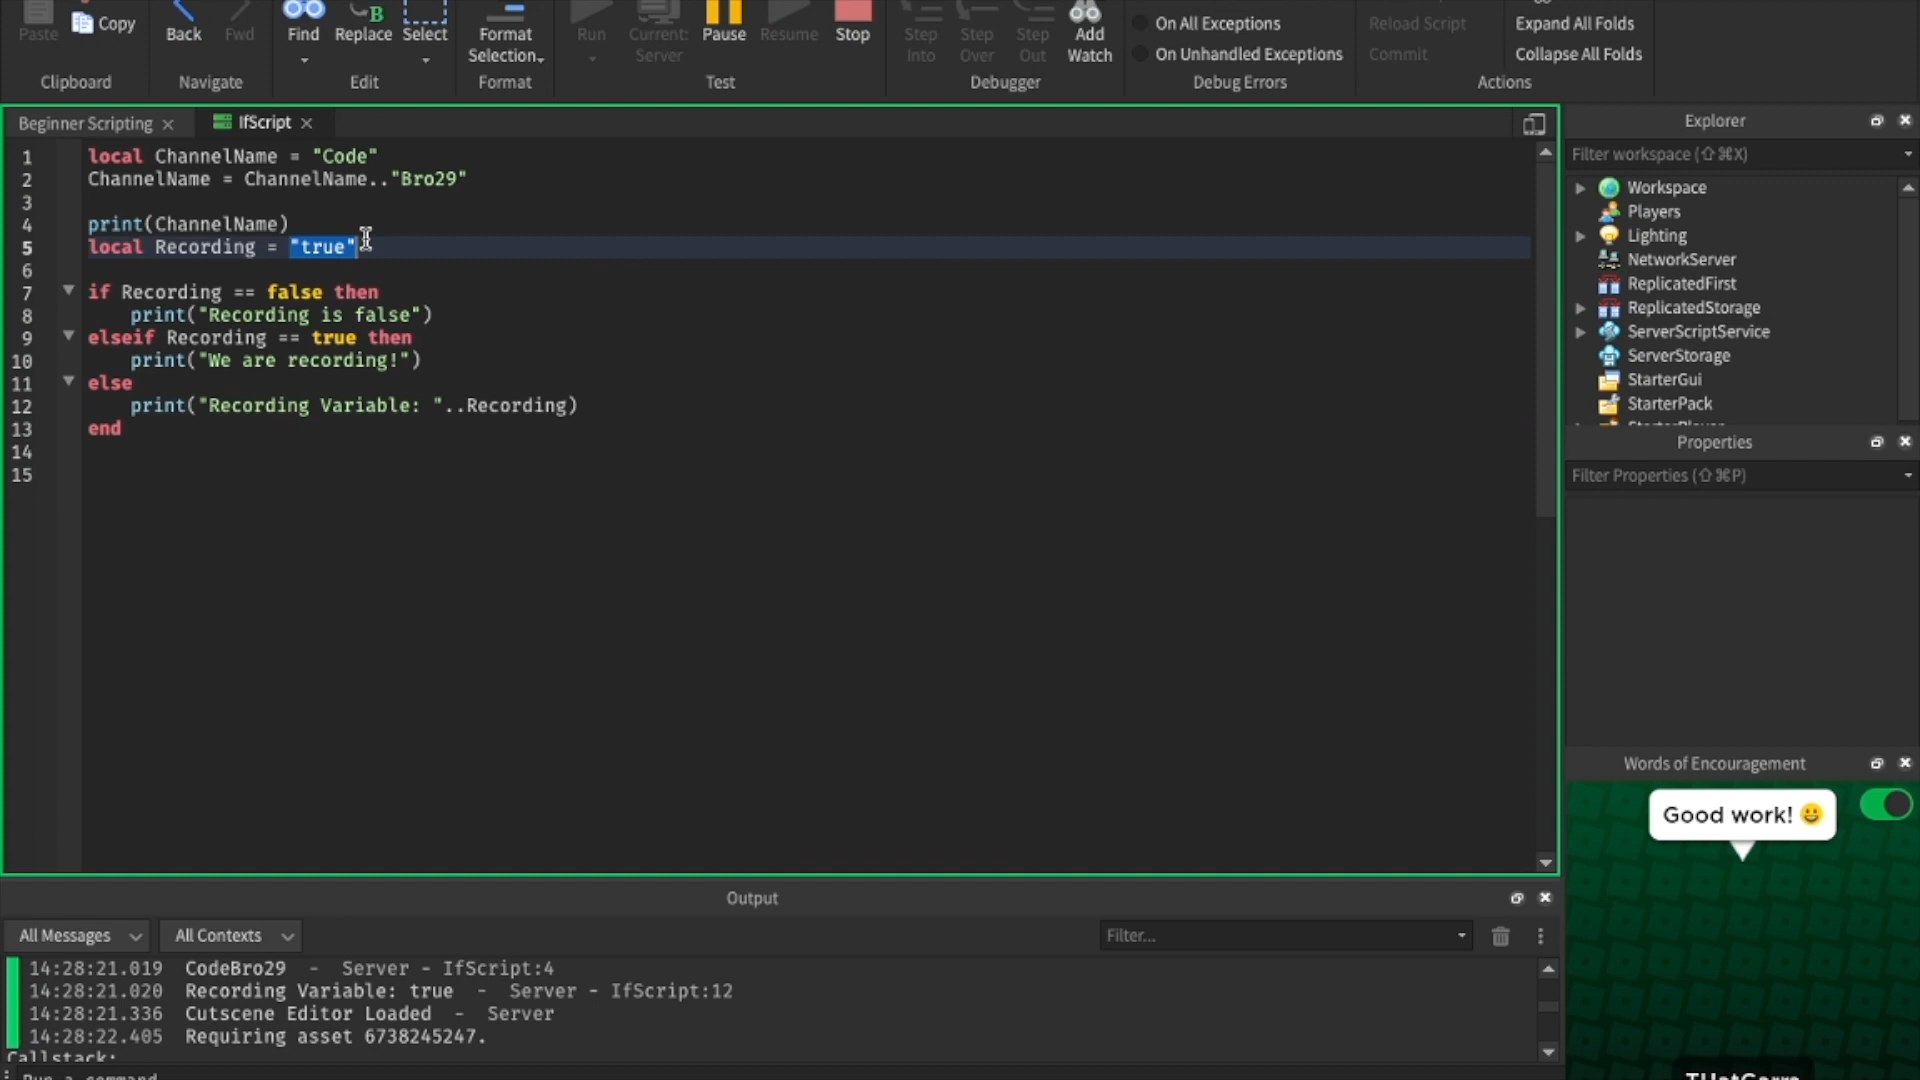 Paste
Copy
Back
Fwd
Find
Replace
Select
Format
Selection
Run
Current:
Server
Pause
Resume
Stop
Step
Into
Step
Over
Step
Out
Add
Watch
On All Exceptions
On Unhandled Exceptions
Reload Script
Commit
Expand All Folds
Collapse All Folds
Clipboard
Navigate
Edit
Format
Test
Debugger
Debug Errors
Actions
Beginner Scripting
IfScript
1 local ChannelName = "Code"
2 ChannelName = ChannelName.."Bro29"
3
4 print(ChannelName)
5 local Recording = "true"
6
7 if Recording == false then
8 print("Recording is false")
9 elseif Recording == true then
10 print("We are recording!")
11 else
12 print("Recording Variable: "..Recording)
13 end
14
15
Explorer
Filter workspace (⇧⌘X)
Workspace
Players
Lighting
NetworkServer
ReplicatedFirst
ReplicatedStorage
ServerScriptService
ServerStorage
StarterGui
StarterPack
StarterPlayer
Properties
Filter Properties (⇧⌘P)
Words of Encouragement
Good work! 😀
Output
All Messages
All Contexts
Filter...
14:28:21.019 CodeBro29 - Server - IfScript:4
14:28:21.020 Recording Variable: true - Server - IfScript:12
14:28:21.336 Cutscene Editor Loaded - Server
14:28:22.405 Requiring asset 6738245247.
Callstack:
Run a command